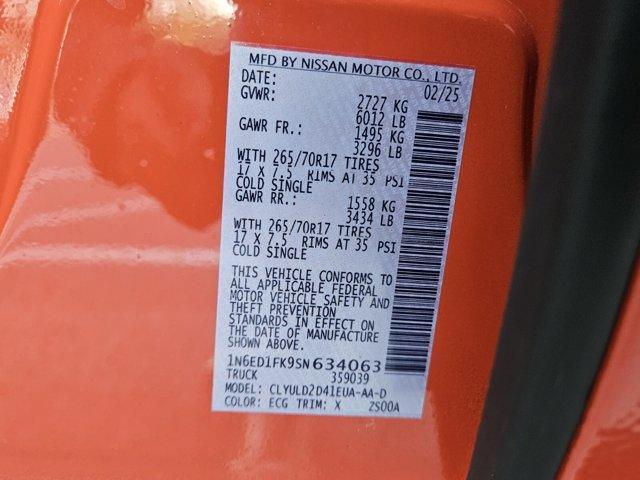 MFD BY NISSAN MOTOR CO., LTD.
DATE: 02/25
GVWR: 2727 KG
6012 LB
GAWR FR.: 1495 KG
3296 LB
WITH 265/70R17 TIRES
17 X 7.5 RIMS AT 35 PSI
COLD SINGLE
GAWR RR.: 1558 KG
3434 LB
WITH 265/70R17 TIRES
17 X 7.5 RIMS AT 35 PSI
COLD SINGLE
THIS VEHICLE CONFORMS TO
ALL APPLICABLE FEDERAL
MOTOR VEHICLE SAFETY AND
THEFT PREVENTION
STANDARDS IN EFFECT ON
THE DATE OF MANUFACTURE
SHOWN ABOVE.
1N6ED1FK9SN634063
TRUCK 359039
MODEL: CLYULD2D41EUA-AA-D
COLOR: ECG TRIM: X 2S00A